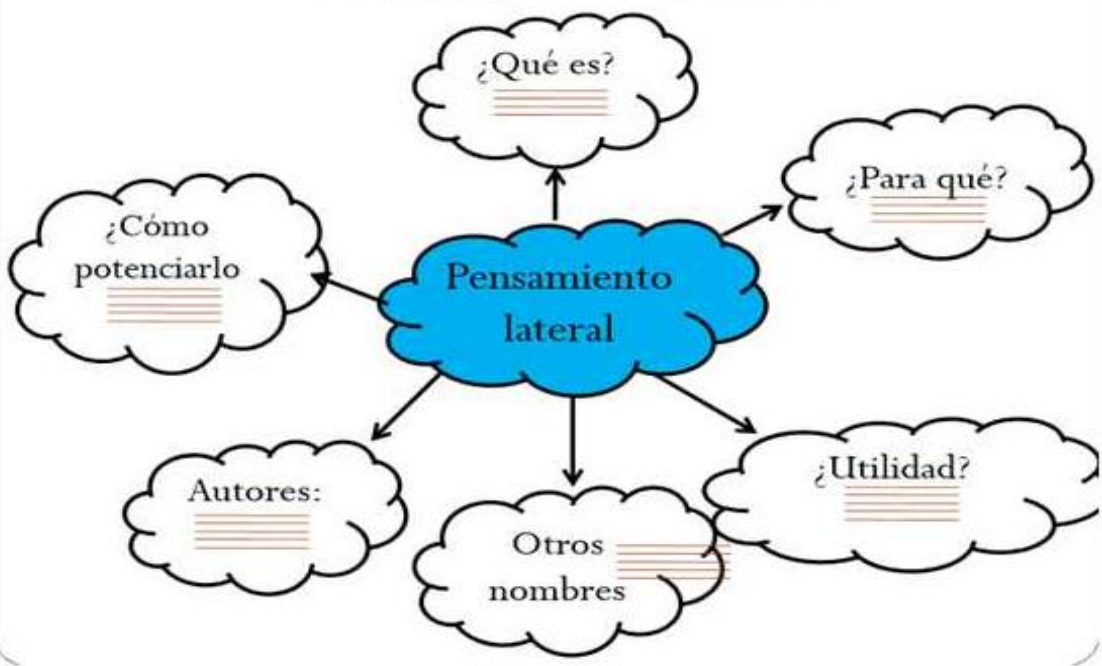 ¿Qué es?
¿Para qué?
¿Cómo
potenciarlo
Pensamiento
lateral
Autores:
Otros
nombres
¿Utilidad?